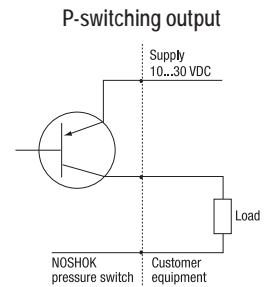 P-switching output
Supply
10...30 VDC
Load
NOSHOK
pressure switch
Customer
equipment